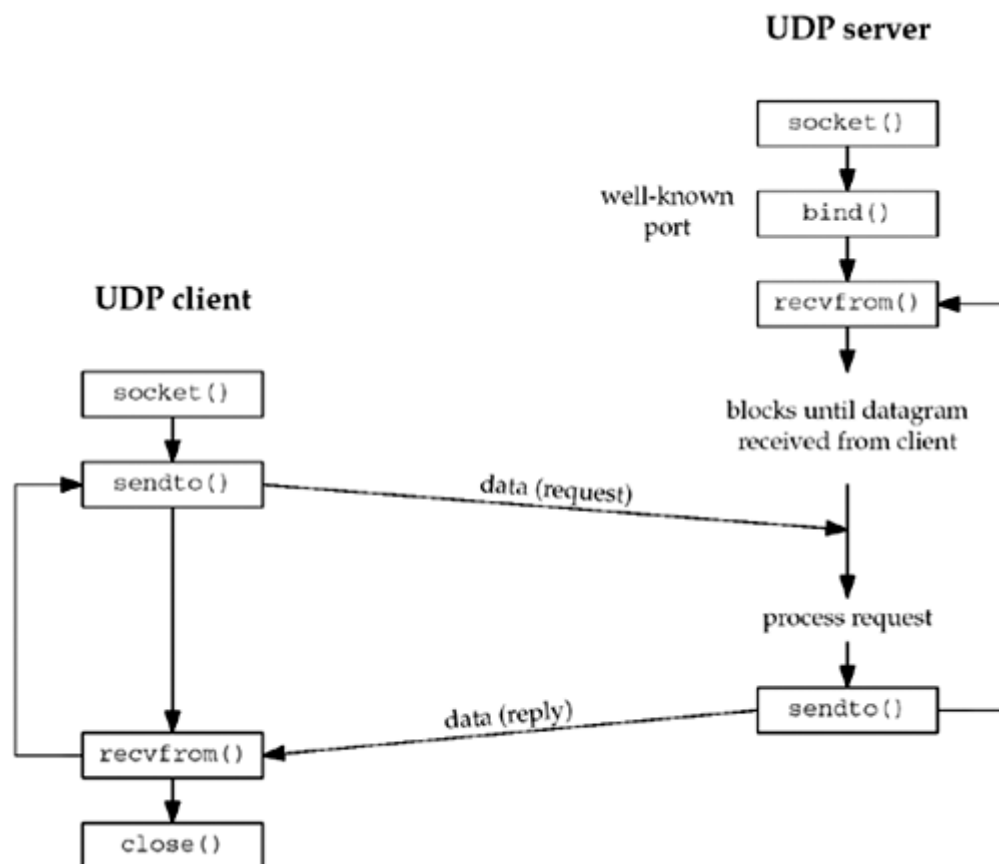 UDP server
socket()
well-known
port
bind()
recvfrom()
UDP client
blocks until datagram
received from client
socket()
sendto()
data (request)
process request
data (reply)
sendto()
recvfrom()
close()